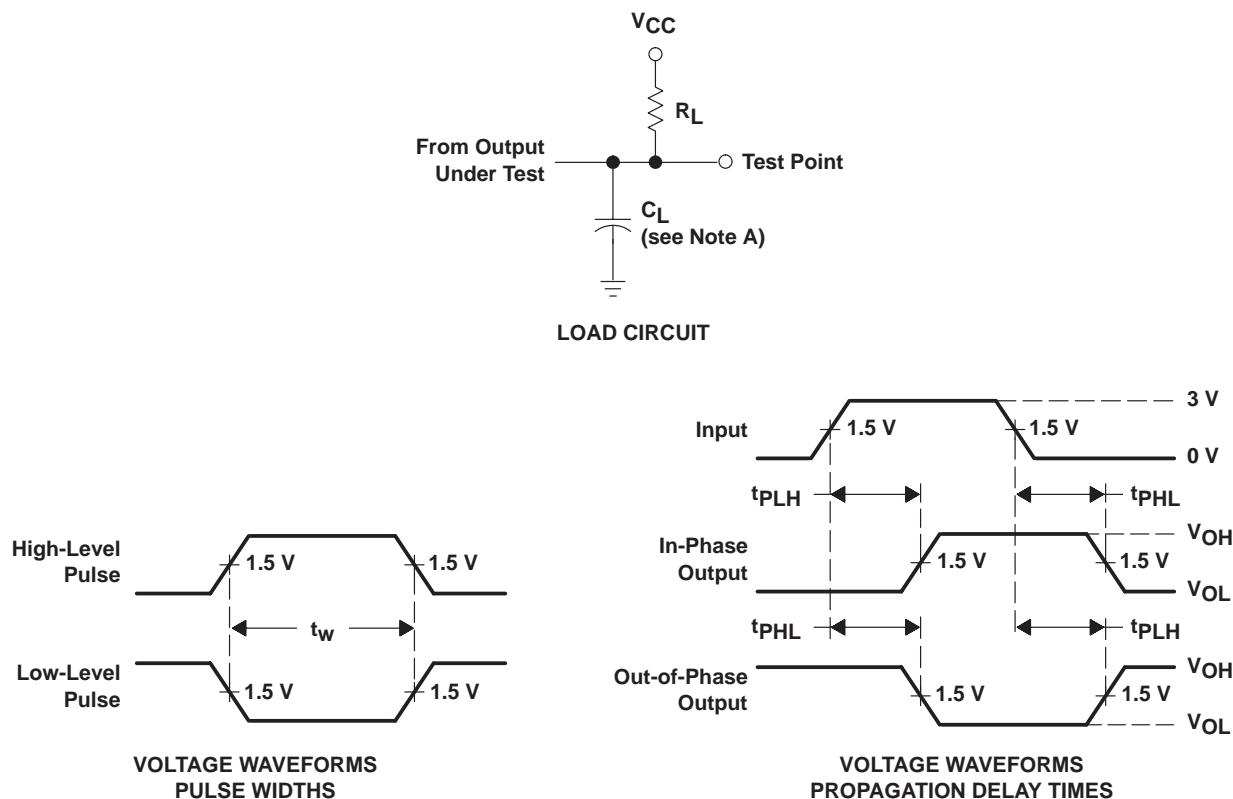 VCC
RL
From Output
Under Test
Test Point
CL
(see Note A)
LOAD CIRCUIT
High-Level
Pulse
1.5 V
1.5 V
tw
Low-Level
Pulse
1.5 V
1.5 V
VOLTAGE WAVEFORMS
PULSE WIDTHS
Input
1.5 V
1.5 V
3 V
0 V
tPLH
tPHL
In-Phase
Output
1.5 V
1.5 V
VOH
VOL
tPHL
tPLH
Out-of-Phase
Output
1.5 V
1.5 V
VOH
VOL
VOLTAGE WAVEFORMS
PROPAGATION DELAY TIMES